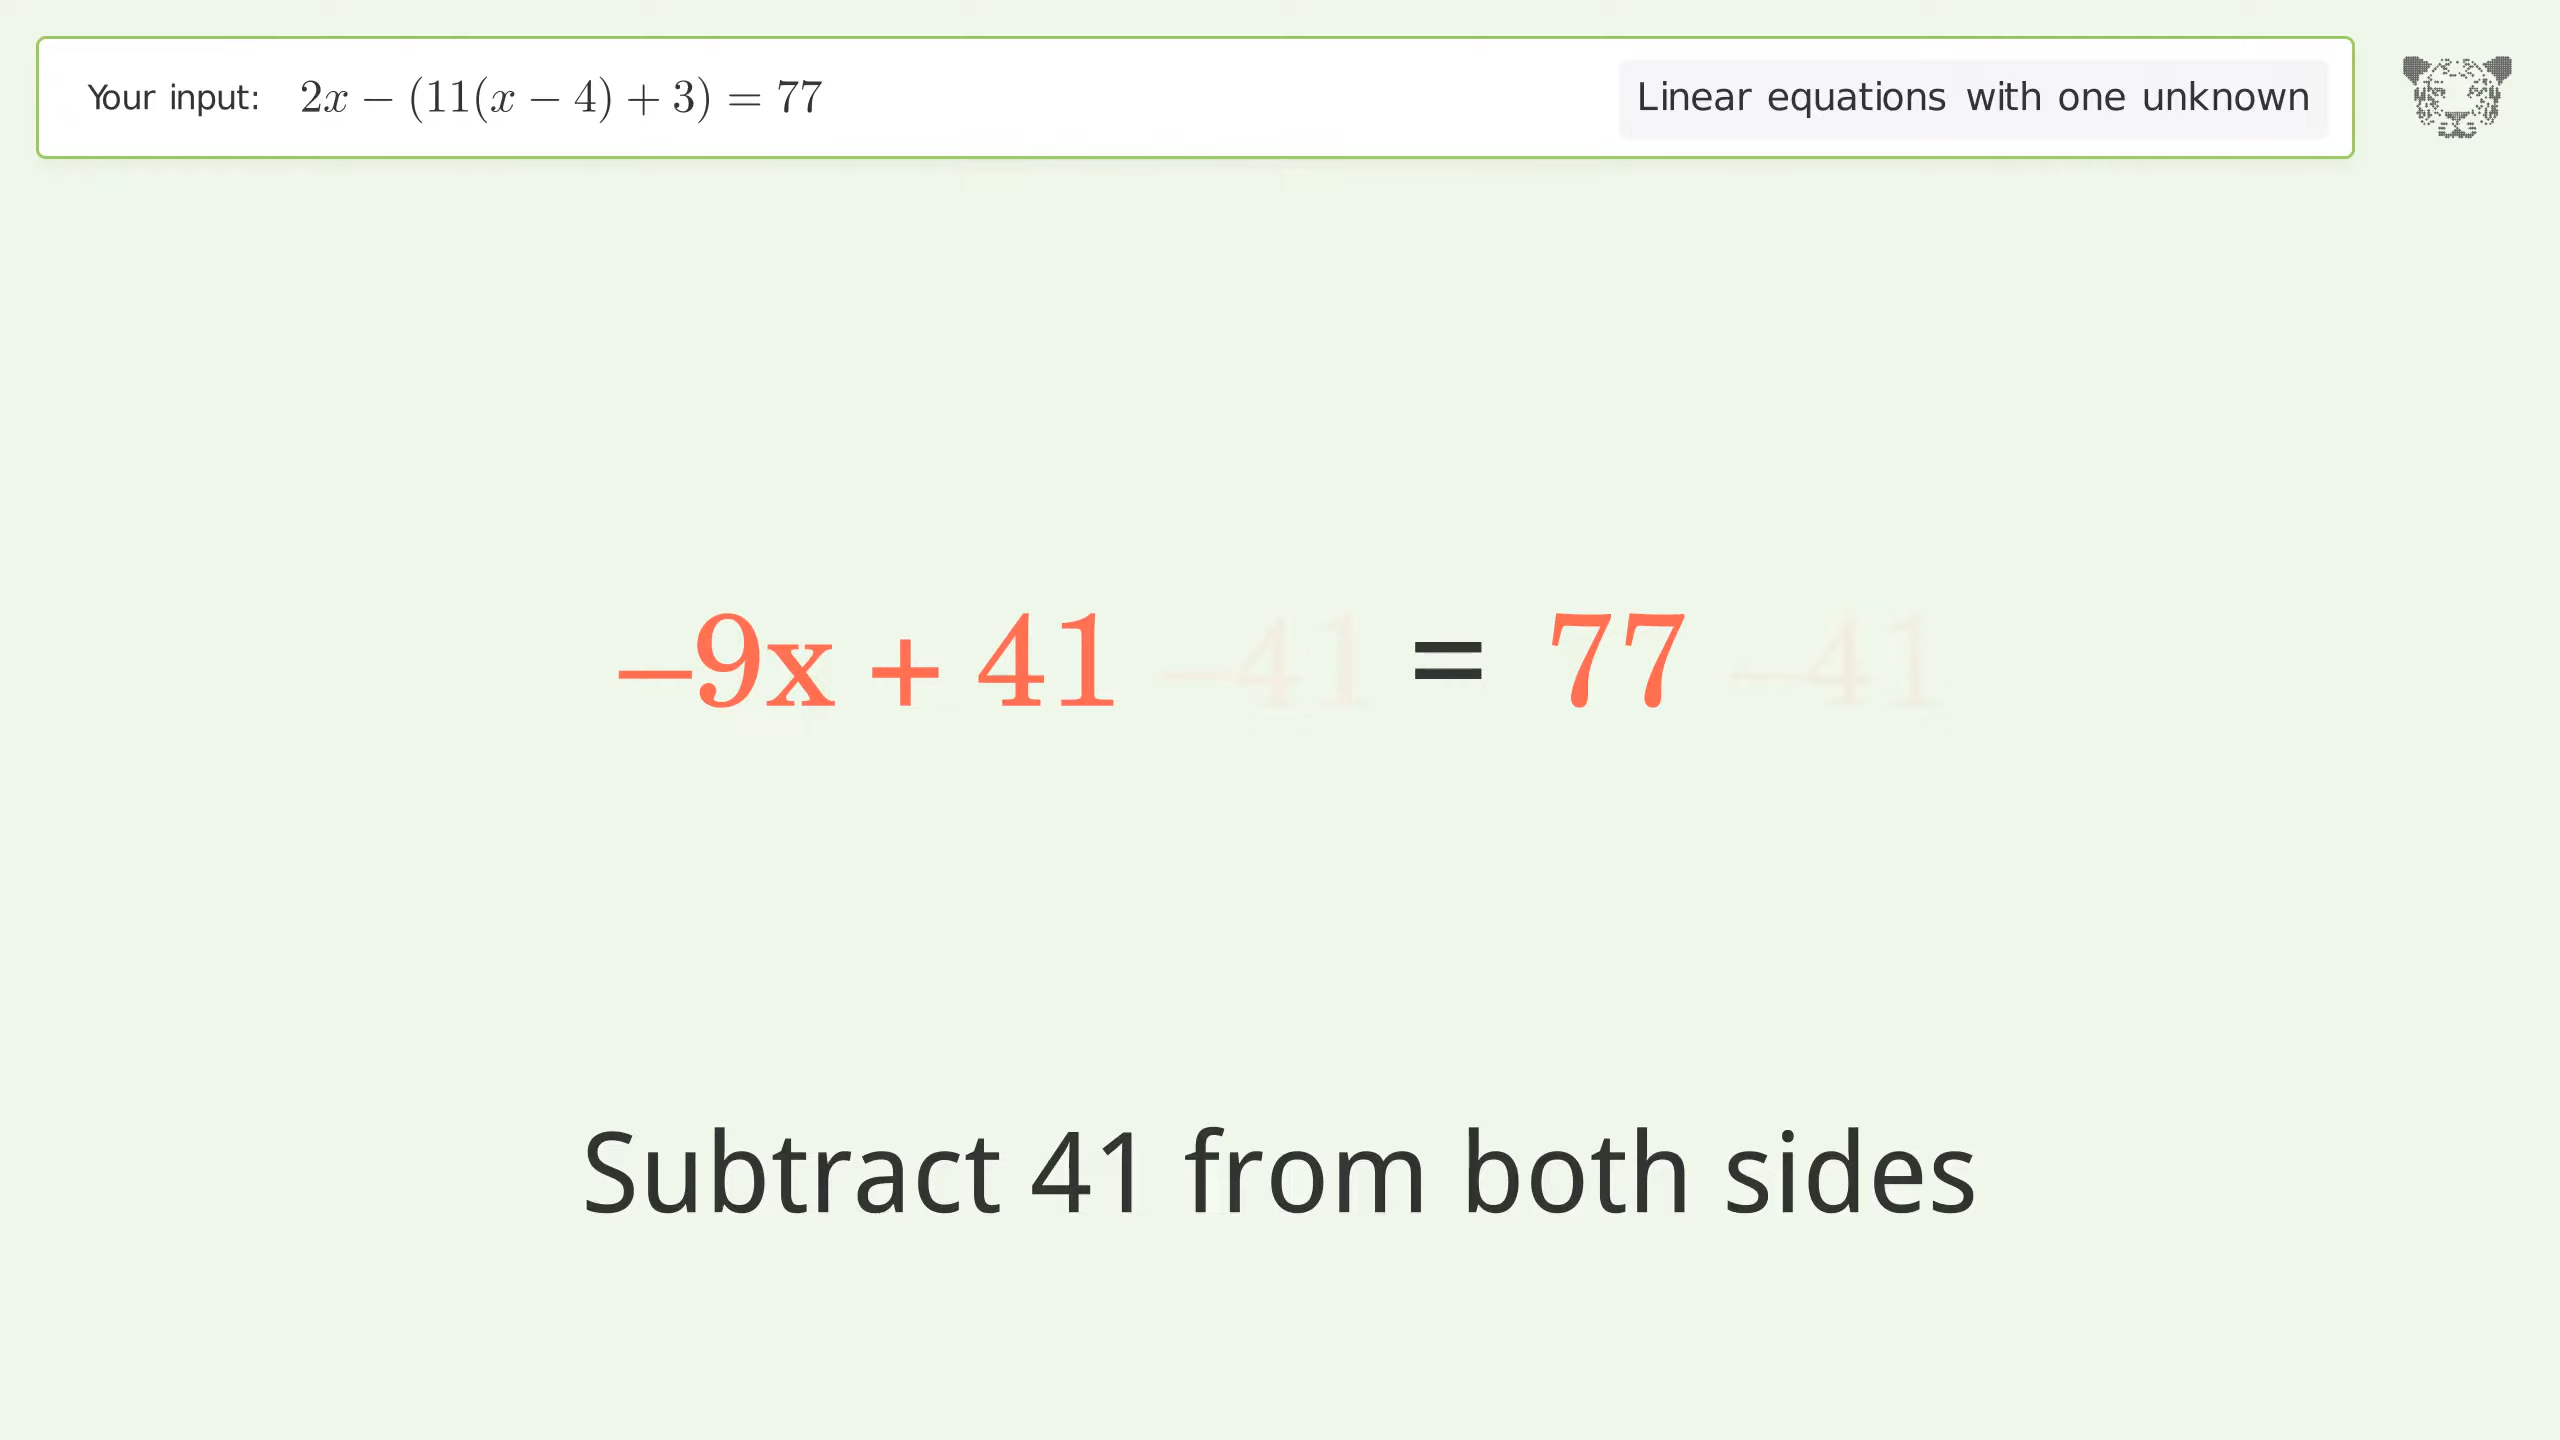 Your input: 2x − (11(x − 4) + 3) = 77
Linear equations with one unknown
−9x + 41 −41 = 77 −41
Subtract 41 from both sides